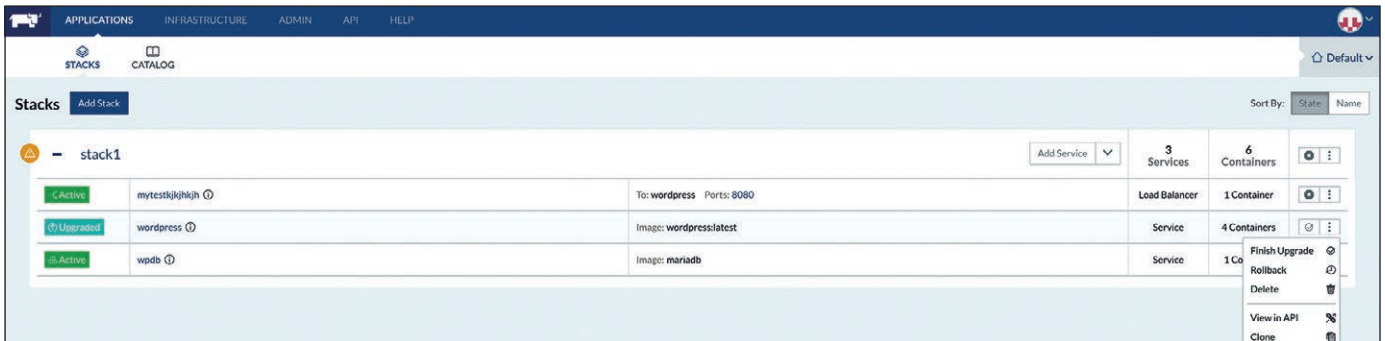 APPLICATIONS INFRASTRUCTURE ADMIN API HELP
STACKS CATALOG Default
Stacks Add Stack Sort By: State Name
stack1 Add Service 3 Services 6 Containers
Active mytestkjkjhkjh To: wordpress Ports: 8080 Load Balancer 1 Container
Upgraded wordpress Image: wordpress:latest Service 4 Containers
Active wpdb Image: mariadb Service 1 Co
Finish Upgrade
Rollback
Delete
View in API
Clone